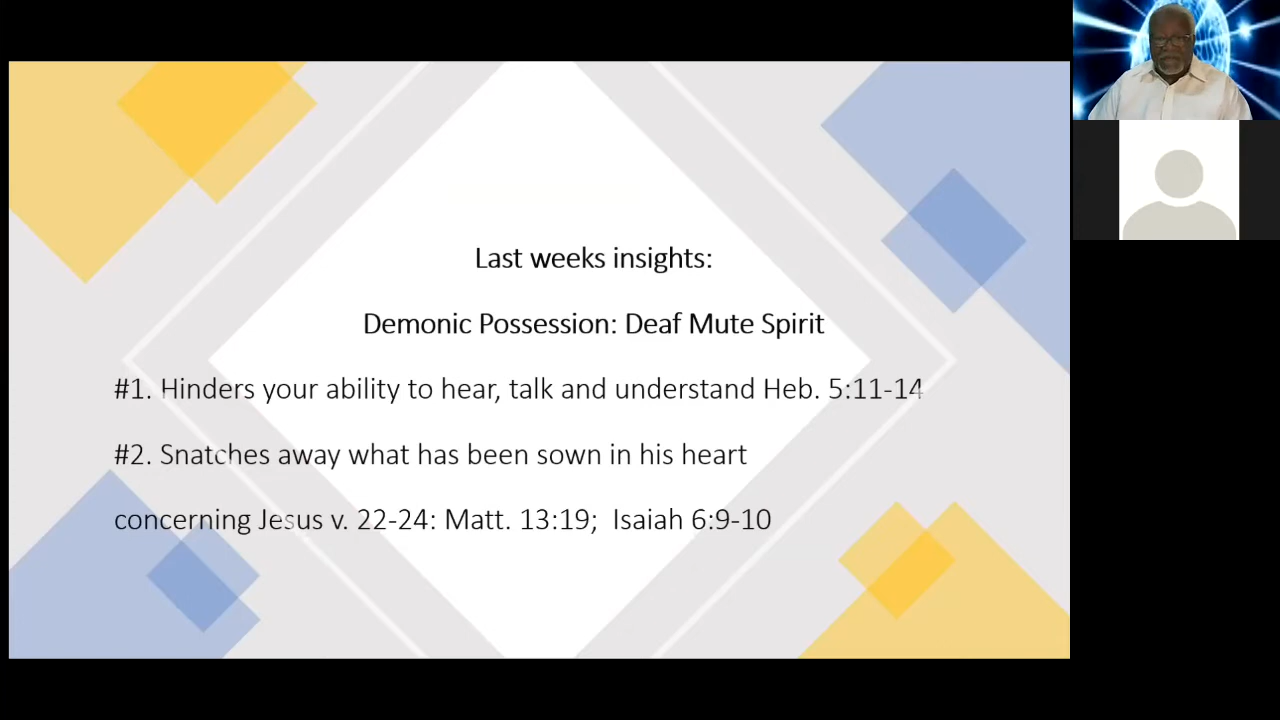 Last weeks insights:
Demonic Possession: Deaf Mute Spirit
#1. Hinders your ability to hear, talk and understand Heb. 5:11-14
#2. Snatches away what has been sown in his heart
concerning Jesus v. 22-24: Matt. 13:19; Isaiah 6:9-10